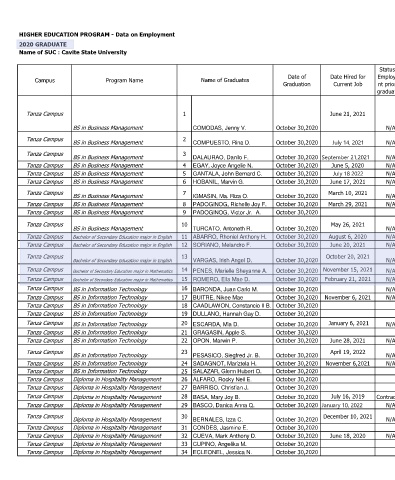 HIGHER EDUCATION PROGRAM - Data on Employment
2020 GRADUATE
Name of SUC : Cavite State University
Campus Program Name Name of Graduates Date of Graduation Date Hired for Current Job Status Employ nt prio gradua
Tanza Campus BS in Business Management 1 COMODAS, Jenny V. October 30,2020 June 21, 2021 N/A
Tanza Campus BS in Business Management 2 COMPUESTO, Rina D. October 30,2020 July 14, 2021 N/A
Tanza Campus BS in Business Management 3 DALAURAO, Danilo F. October 30,2020 September 21,2021 N/A
Tanza Campus BS in Business Management 4 EGAY, Joyce Angelie N. October 30,2020 June 5, 2020 N/A
Tanza Campus BS in Business Management 5 GANTALA, John Bernard C. October 30,2020 July 18 2022 N/A
Tanza Campus BS in Business Management 6 HOBANIL, Marvin G. October 30,2020 June 17, 2021 N/A
Tanza Campus BS in Business Management 7 KIMASIN, Ma. Riza O. October 30,2020 March 10, 2021 N/A
Tanza Campus BS in Business Management 8 PADOGINOG, Richelle Joy F. October 30,2020 March 29, 2021 N/A
Tanza Campus BS in Business Management 9 PADOGINOG, Victor Jr. A. October 30,2020
Tanza Campus BS in Business Management 10 TURCATO, Antoneth R. October 30,2020 May 26, 2021 N/A
Tanza Campus Bachelor of Secondary Education major in English 11 ABARRO, Rhoniel Anthony H. October 30,2020 August 6, 2020 N/A
Tanza Campus Bachelor of Secondary Education major in English 12 SORIANO, Melandro F. October 30,2020 June 20, 2021 N/A
Tanza Campus Bachelor of Secondary Education major in English 13 VARGAS, Irish Angel D. October 30,2020 October 20, 2021 N/A
Tanza Campus Bachelor of Secondary Education major in Mathematics 14 PENES, Marielle Sheyanne A. October 30,2020 November 15, 2021 N/A
Tanza Campus Bachelor of Secondary Education major in Mathematics 15 ROMERO, Ella Mae D. October 30,2020 February 21, 2021 N/A
Tanza Campus BS in Information Technology 16 BARONDA, Juan Carlo M. October 30,2020 N/A
Tanza Campus BS in Information Technology 17 BUITRE, Nikee Mae October 30,2020 November 6, 2021 N/A
Tanza Campus BS in Information Technology 18 CAANDLAWON, Constancio II B. October 30,2020
Tanza Campus BS in Information Technology 19 DULLANO, Hannah Gay D. October 30,2020
Tanza Campus BS in Information Technology 20 ESCARDA, Mia D. October 30,2020 January 6, 2021 N/A
Tanza Campus BS in Information Technology 21 GRAGASIN, Apple S. October 30,2020
Tanza Campus BS in Information Technology 22 OPON, Marwin P. October 30,2020 June 28, 2021 N/A
Tanza Campus BS in Information Technology 23 PESASICO, Siegfred Jr. B. October 30,2020 April 19, 2022 N/A
Tanza Campus BS in Information Technology 24 SADAGNOT, H. October 30,2020 November 6,2021 N/A
Tanza Campus BS in Information Technology 25 SALAZAR, Glenn Hubert O. October 30,2020
Tanza Campus Diploma in Hospitality Management 26 ALFARO, Rosky Neil E. October 30,2020
Tanza Campus Diploma in Hospitality Management 27 BARRIGO, Christian J. October 30,2020
Tanza Campus Diploma in Hospitality Management 28 BASA, Mary Joy B. October 30,2020 July 16, 2019 Contrac
Tanza Campus Diploma in Hospitality Management 29 BASCO, Danica Anna Q. October 30,2020 January 10, 2022 N/A
Tanza Campus Diploma in Hospitality Management 30 BERNALES, Izza C. October 30,2020 December 10, 2021 N/A
Tanza Campus Diploma in Hospitality Management 31 CONDES, Jasmine E. October 30,2020
Tanza Campus Diploma in Hospitality Management 32 CUEVA, Mark Anthony D. October 30,2020 June 18, 2020 N/A
Tanza Campus Diploma in Hospitality Management 33 CUPINO, Angelika M. October 30,2020
Tanza Campus Diploma in Hospitality Management 34 ECLEONEL, Jessica N. October 30,2020